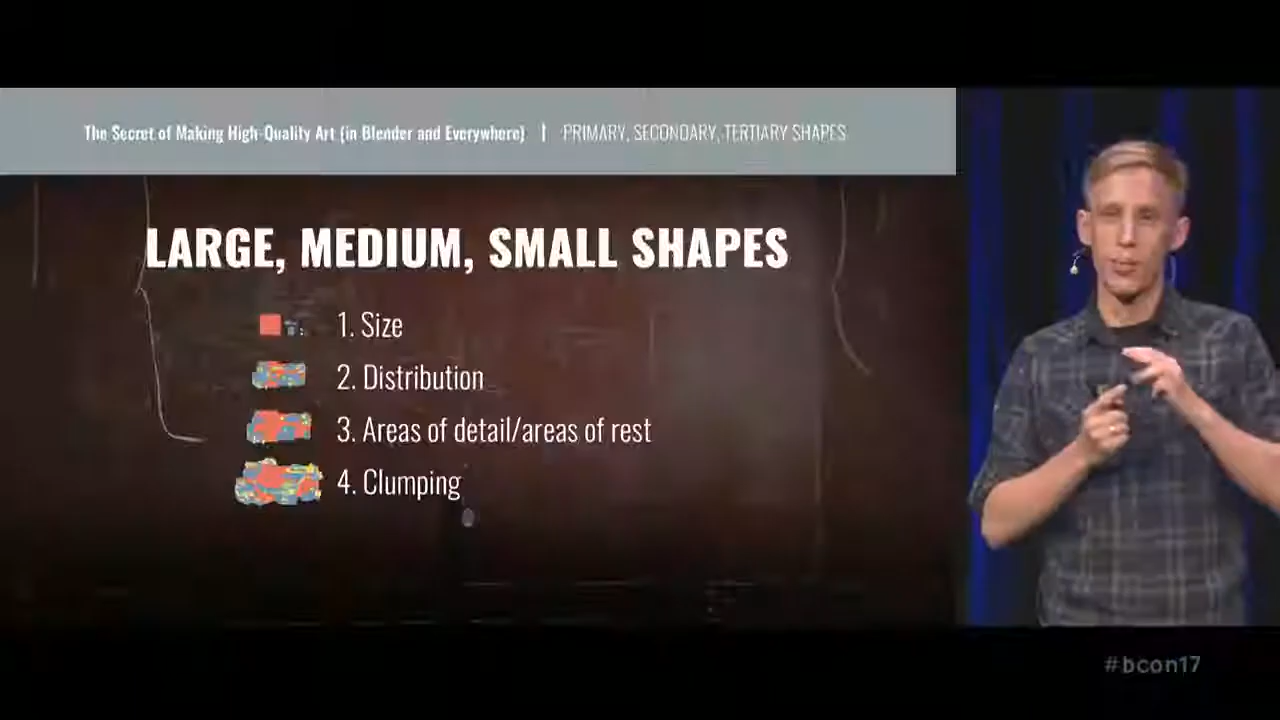 The Secret of Making High-Quality Art (in Blender and Everywhere) | PRIMARY, SECONDARY, TERTIARY SHAPES
LARGE, MEDIUM, SMALL SHAPES
1. Size
2. Distribution
3. Areas of detail/areas of rest
4. Clumping
#bcon17